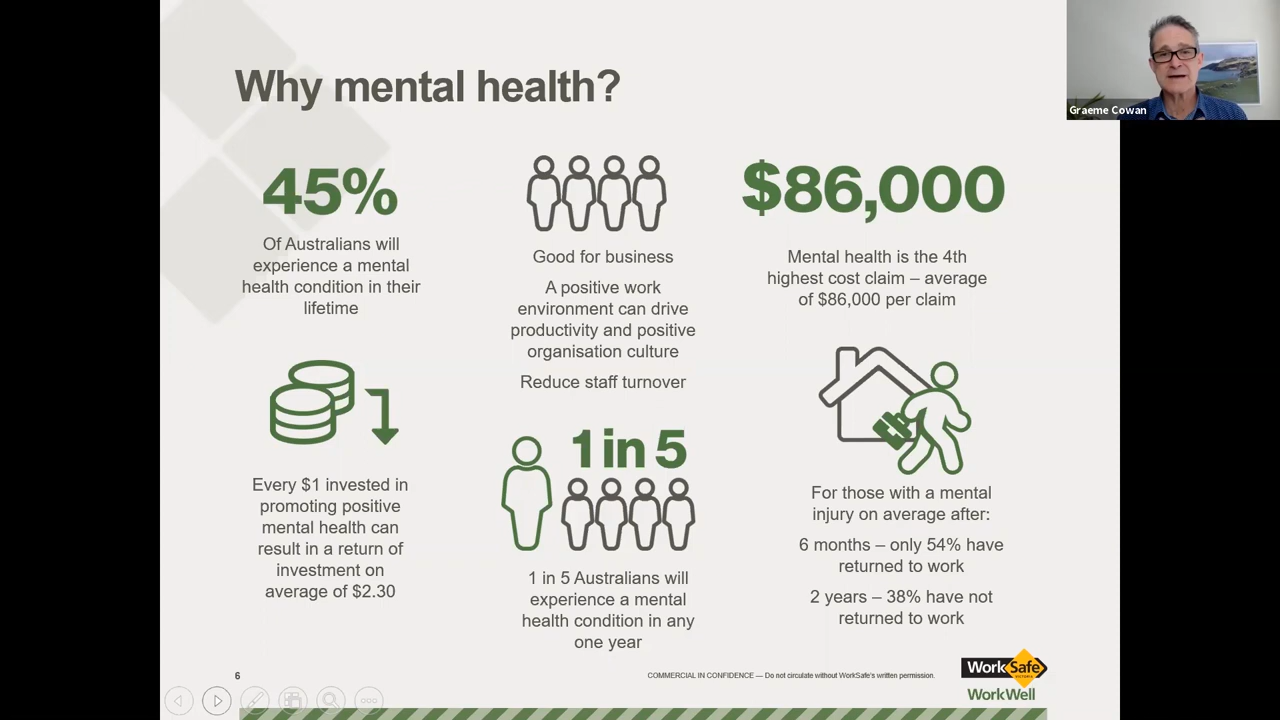 Why mental health?
Graeme Cowan
45%
Of Australians will
experience a mental
health condition in their
lifetime
Good for business
A positive work
environment can drive
productivity and positive
organisation culture
Reduce staff turnover
$86,000
Mental health is the 4th
highest cost claim – average
of $86,000 per claim
Every $1 invested in
promoting positive
mental health can
result in a return of
investment on
average of $2.30
1 in 5
1 in 5 Australians will
experience a mental
health condition in any
one year
For those with a mental
injury on average after:
6 months – only 54% have
returned to work
2 years – 38% have not
returned to work
6
COMMERCIAL IN CONFIDENCE — Do not circulate without WorkSafe's written permission.
WorkSafe
VICTORIA
WorkWell